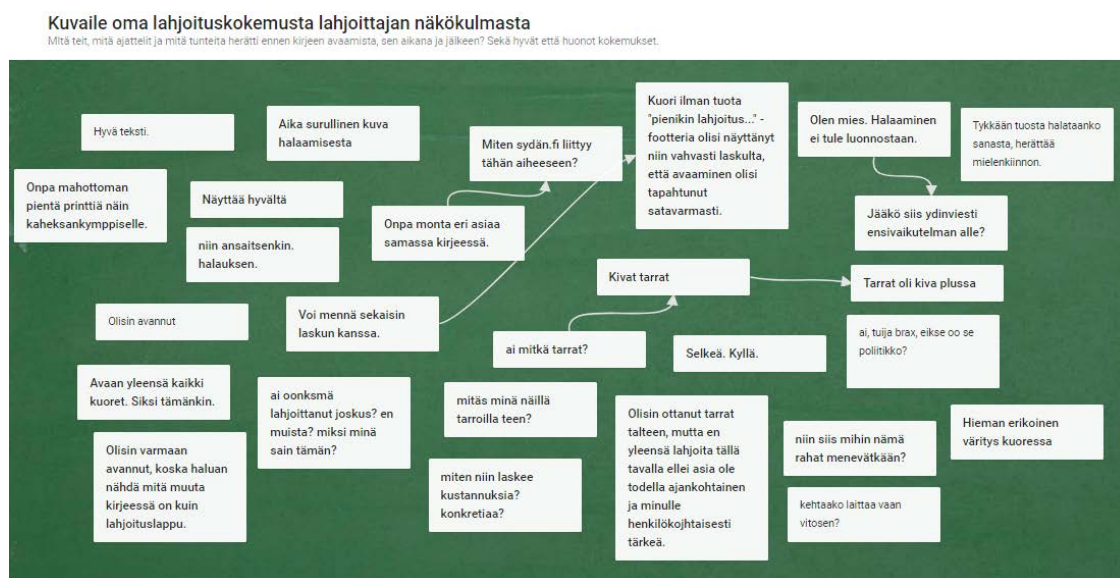 Kuvaile oma lahjoituskokemusta lahjoittajan näkökulmasta
Mitä teit, mitä ajattelit ja mitä tunteita herätti ennen kirjeen avaamista, sen aikana ja jälkeen? Sekä hyvät että huonot kokemukset.
Hyvä teksti.
Aika surullinen kuva
halaamisesta
Miten sydän.fi liittyy
tähän aiheeseen?
Kuori ilman tuota
"pienikin lahjoitus..." -
footteria olisi näyttänyt
niin vahvasti laskulta,
että avaaminen olisi
tapahtunut
satavarmasti.
Olen mies. Halaaminen
ei tule luonnostaan.
Tykkään tuosta halataanko
sanasta, herättää
mielenkiinnon.
Onpa mahottoman
pientä printtiä näin
kaheksankymppiselle.
Näyttää hyvältä
Onpa monta eri asiaa
samassa kirjeessä.
Jääkö siis ydinviesti
ensivaikutelman alle?
niin ansaitsenkin.
halauksen.
Kivat tarrat
Tarrat oli kiva plussa
Olisin avannut
Voi mennä sekaisin
laskun kanssa.
ai mitkä tarrat?
Selkeä. Kyllä.
ai, tuija brax, eikse oo se
poliitikko?
Avaan yleensä kaikki
kuoret. Siksi tämänkin.
ai oonksmä
lahjoittanut joskus? en
muista? miksi minä
sain tämän?
mitäs minä näillä
tarroilla teen?
Olisin ottanut tarrat
talteen, mutta en
yleensä lahjoita tällä
tavalla ellei asia ole
todella ajankohtainen
ja minulle
henkilökojhtaisesti
tärkeä.
niin siis mihin nämä
rahat menevätkään?
Hieman erikoinen
väritys kuoressa
Olisin varmaan
avannut, koska haluan
nähdä mitä muuta
kirjeessä on kuin
lahjoituslappu.
miten niin laskee
kustannuksia?
konkretiaa?
kehtaako laittaa vaan
vitosen?